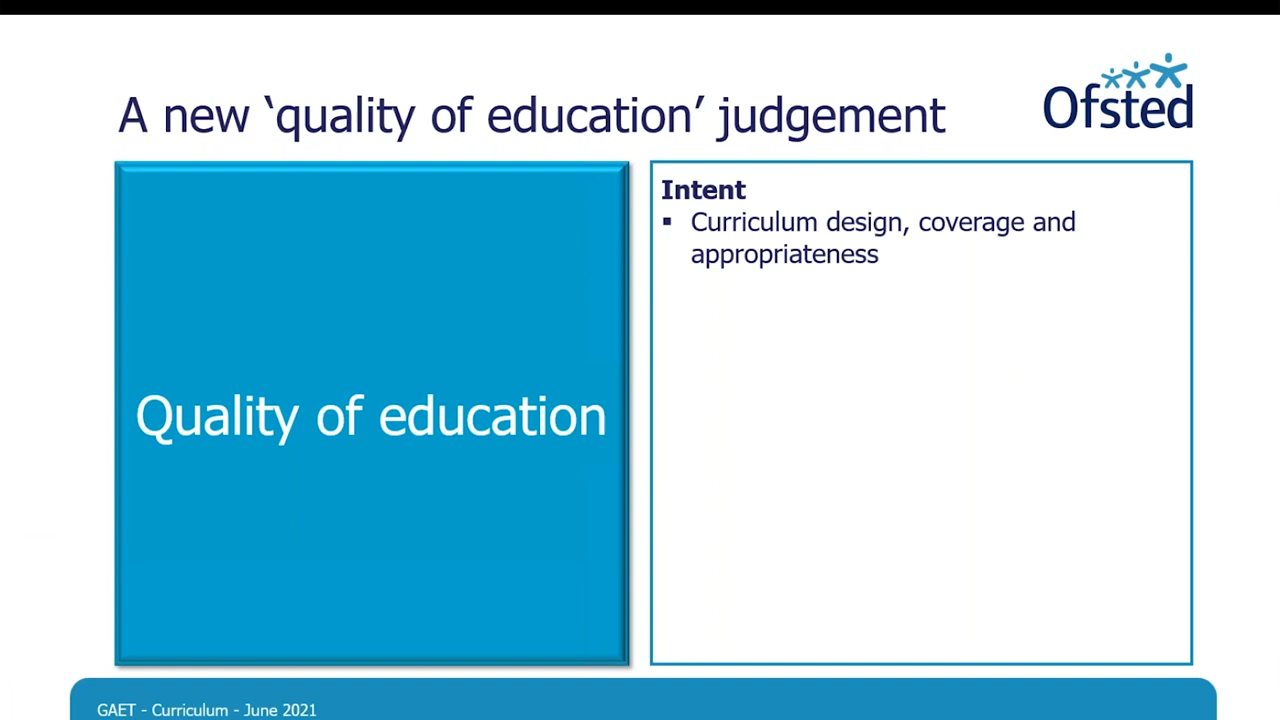 A new ‘quality of education’ judgement
Ofsted
Quality of education
Intent
▪ Curriculum design, coverage and
appropriateness
GAET - Curriculum - June 2021